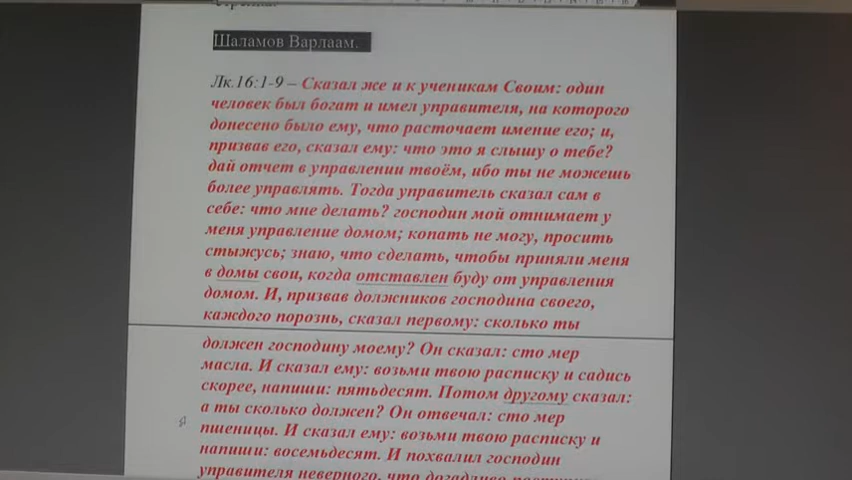 Шаламов Варлаам.
Лк.16:1-9 – Сказал же и к ученикам Своим: один
человек был богат и имел управителя, на которого
донесено было ему, что расточает имение его; и,
призвав его, сказал ему: что это я слышу о тебе?
дай отчет в управлении твоём, ибо ты не можешь
более управлять. Тогда управитель сказал сам в
себе: что мне делать? господин мой отнимает у
меня управление домом; копать не могу, просить
стыжусь; знаю, что сделать, чтобы приняли меня
в домы свои, когда отставлен буду от управления
домом. И, призвав должников господина своего,
каждого порознь, сказал первому: сколько ты
должен господину моему? Он сказал: сто мер
масла. И сказал ему: возьми твою расписку и садись
скорее, напиши: пятьдесят. Потом другому сказал:
а ты сколько должен? Он отвечал: сто мер
пшеницы. И сказал ему: возьми твою расписку и
напиши: восемьдесят. И похвалил господин
управителя неверного, что догадливо